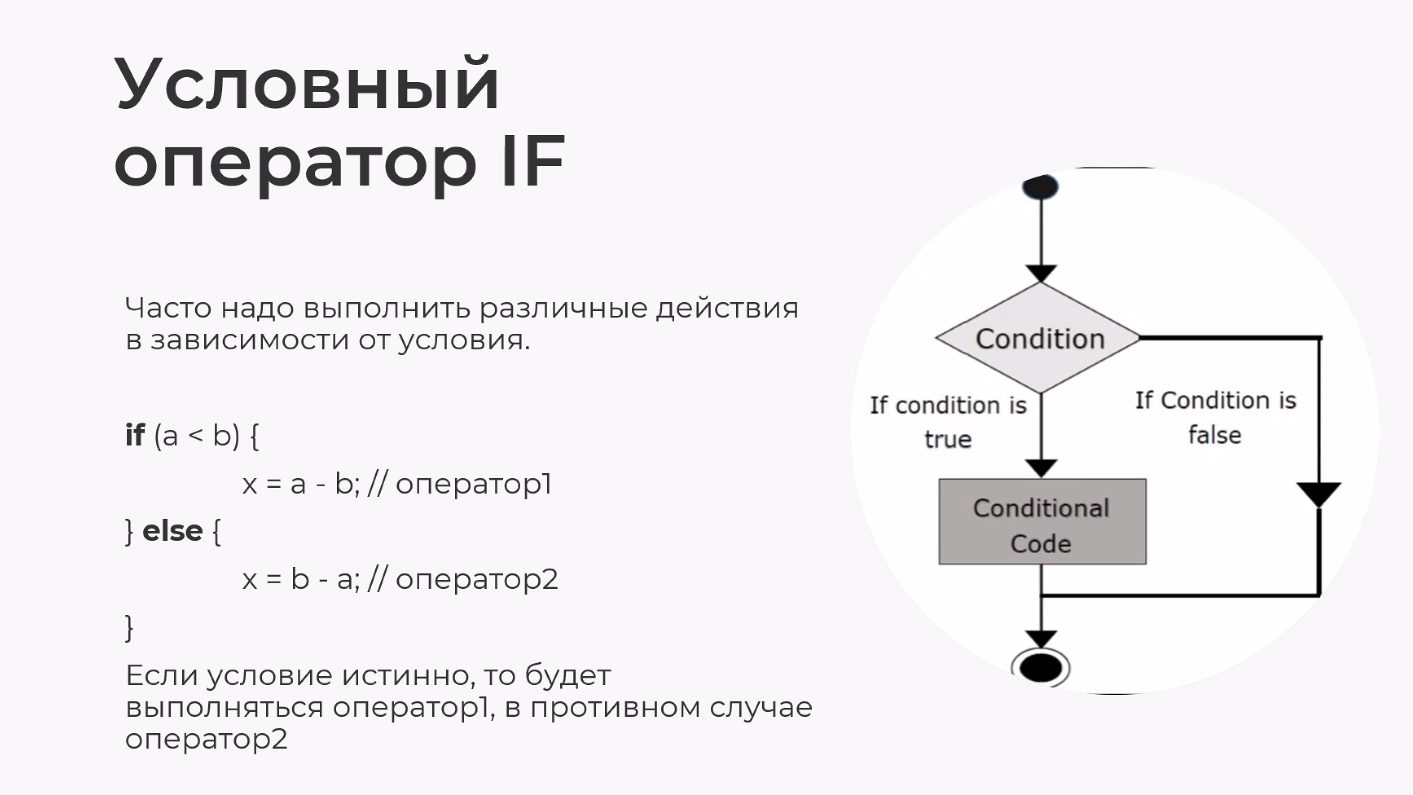 Условный
оператор IF
Часто надо выполнить различные действия
в зависимости от условия.
if (a < b) {
x = a - b; // оператор1
} else {
x = b - a; // оператор2
}
Если условие истинно, то будет
выполняться оператор1, в противном случае
оператор2
Condition
If condition is
true
If Condition is
false
Conditional
Code